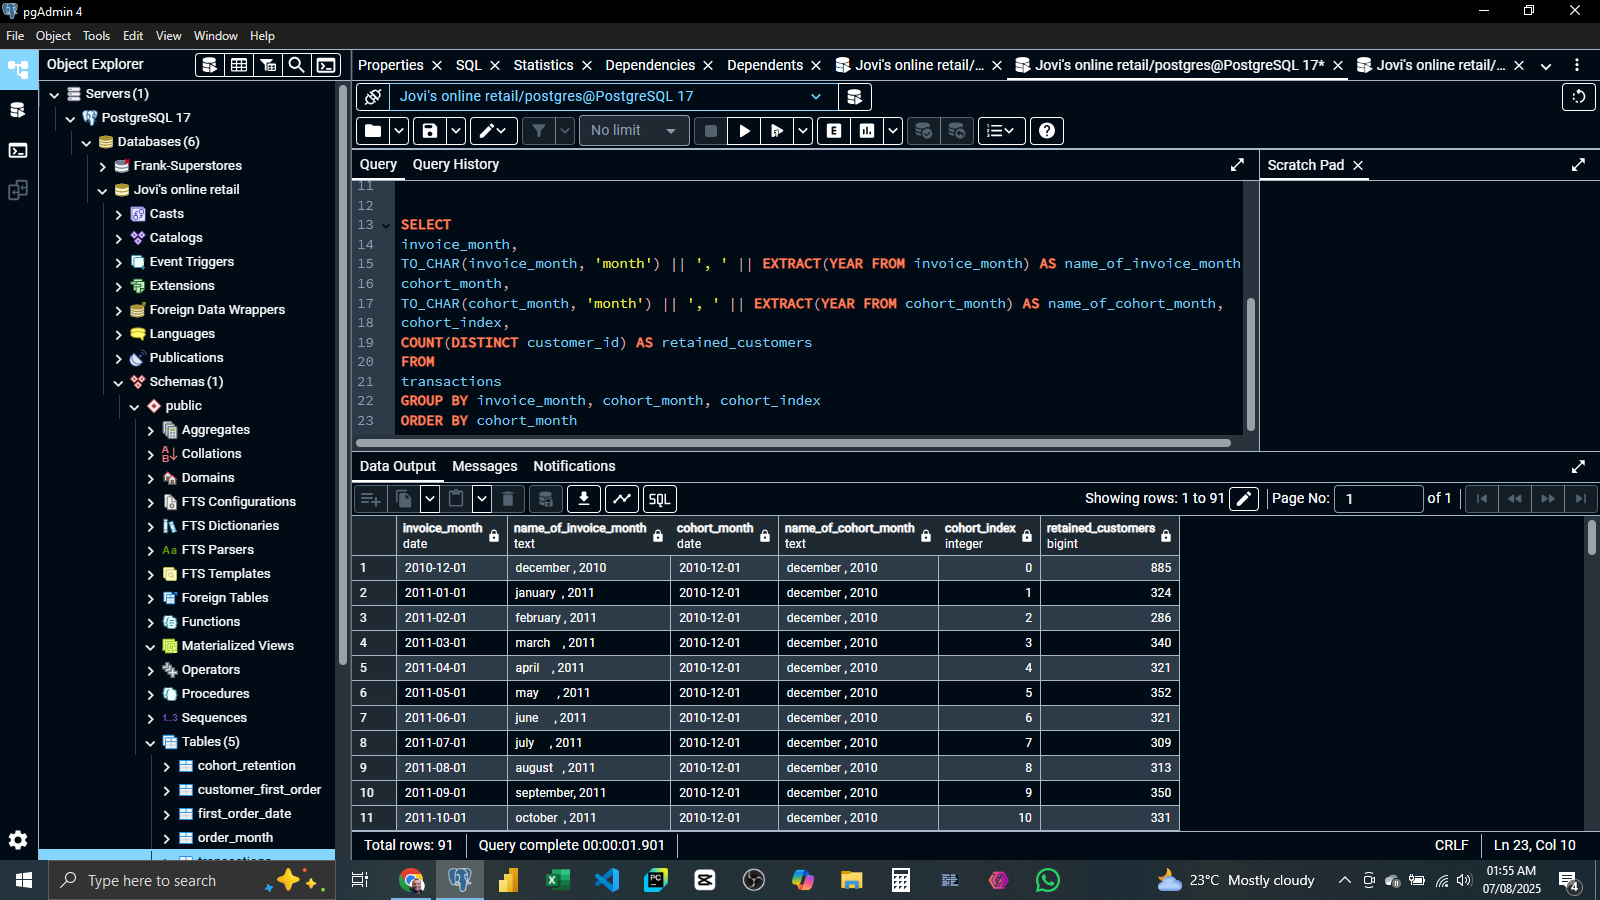 pgAdmin 4
File Object Tools Edit View Window Help
Object Explorer
Properties SQL Statistics Dependencies Dependents Jovi's online retail/... Jovi's online retail/postgres@PostgreSQL 17* Jovi's online retail/...
Jovi's online retail/postgres@PostgreSQL 17
No limit
E
Query Query History
Scratch Pad
Servers (1)
PostgreSQL 17
Databases (6)
Frank-Superstores
Jovi's online retail
Casts
Catalogs
Event Triggers
Extensions
Foreign Data Wrappers
Languages
Publications
Schemas (1)
public
Aggregates
Collations
Domains
FTS Configurations
FTS Dictionaries
Aa FTS Parsers
FTS Templates
Foreign Tables
Functions
Materialized Views
Operators
Procedures
1..3 Sequences
Tables (5)
cohort_retention
customer_first_order
first_order_date
order_month
transactions
11
12
13 SELECT
14 invoice_month,
15 TO_CHAR(invoice_month, 'month') || ', ' || EXTRACT(YEAR FROM invoice_month) AS name_of_invoice_month
16 cohort_month,
17 TO_CHAR(cohort_month, 'month') || ', ' || EXTRACT(YEAR FROM cohort_month) AS name_of_cohort_month,
18 cohort_index,
19 COUNT(DISTINCT customer_id) AS retained_customers
20 FROM
21 transactions
22 GROUP BY invoice_month, cohort_month, cohort_index
23 ORDER BY cohort_month
Data Output Messages Notifications
SQL Showing rows: 1 to 91 Page No: 1 of 1
invoice_month name_of_invoice_month cohort_month name_of_cohort_month cohort_index retained_customers
date text date text integer bigint
1 2010-12-01 december , 2010 2010-12-01 december , 2010 0 885
2 2011-01-01 january , 2011 2010-12-01 december , 2010 1 324
3 2011-02-01 february , 2011 2010-12-01 december , 2010 2 286
4 2011-03-01 march , 2011 2010-12-01 december , 2010 3 340
5 2011-04-01 april , 2011 2010-12-01 december , 2010 4 321
6 2011-05-01 may , 2011 2010-12-01 december , 2010 5 352
7 2011-06-01 june , 2011 2010-12-01 december , 2010 6 321
8 2011-07-01 july , 2011 2010-12-01 december , 2010 7 309
9 2011-08-01 august , 2011 2010-12-01 december , 2010 8 313
10 2011-09-01 september, 2011 2010-12-01 december , 2010 9 350
11 2011-10-01 october , 2011 2010-12-01 december , 2010 10 331
Total rows: 91 Query complete 00:00:01.901 CRLF Ln 23, Col 10
Type here to search
23°C Mostly cloudy
01:55 AM
07/08/2025
4